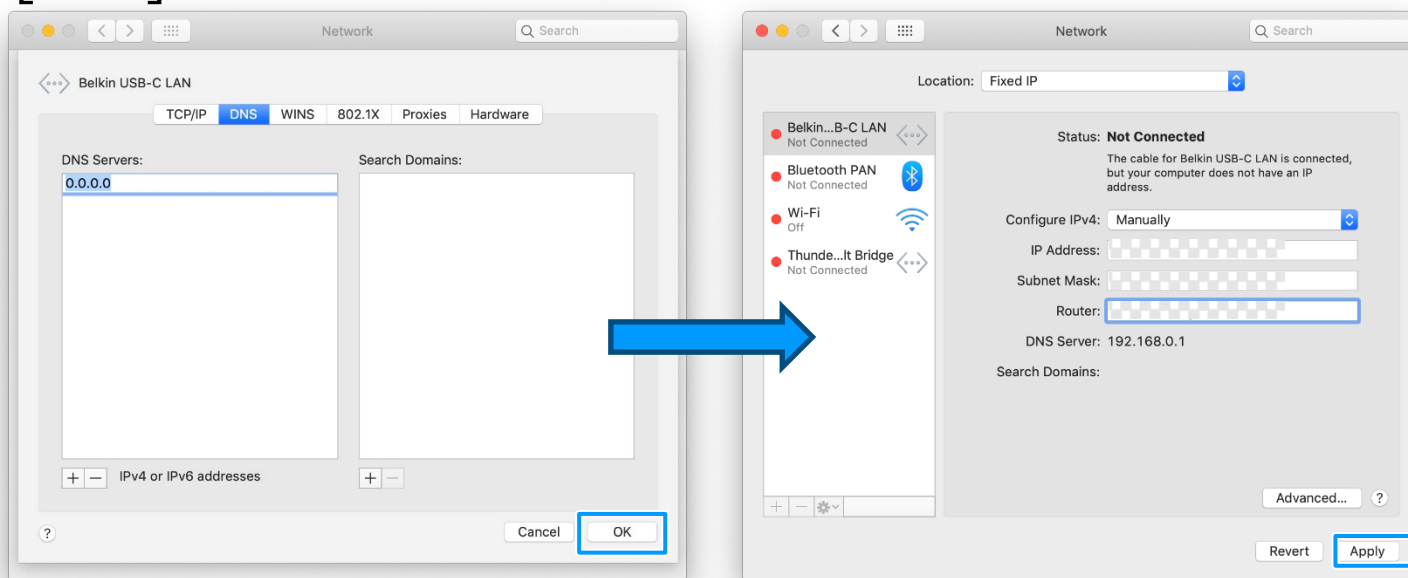 Network
Search
Belkin USB-C LAN
TCP/IP DNS WINS 802.1X Proxies Hardware
DNS Servers:
Search Domains:
0.0.0.0
+ − IPv4 or IPv6 addresses
+ −
?
Cancel
OK
Network
Search
Location: Fixed IP
Belkin...B-C LAN
Not Connected
Bluetooth PAN
Not Connected
Wi-Fi
Off
Thunde...lt Bridge
Not Connected
+ −
Status: Not Connected
The cable for Belkin USB-C LAN is connected,
but your computer does not have an IP
address.
Configure IPv4: Manually
IP Address:
Subnet Mask:
Router:
DNS Server: 192.168.0.1
Search Domains:
Advanced... ?
Revert
Apply